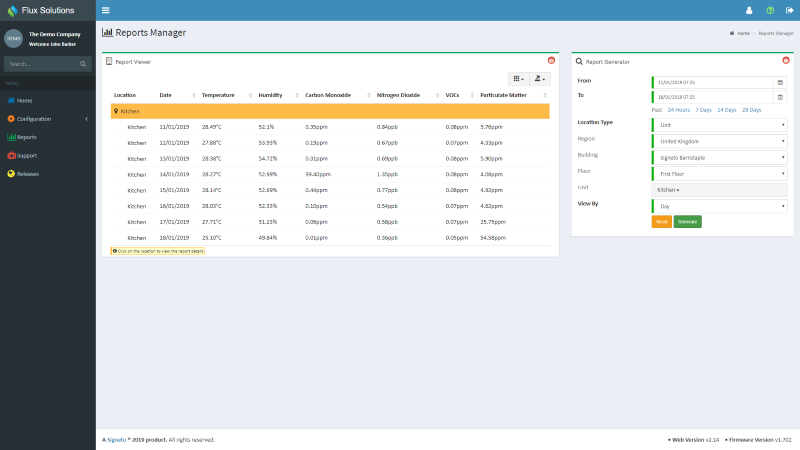 Flux Solutions
DEMO
The Demo Company
Welcome John Barker
Search...
MENU
Home
Configuration
Reports
Support
Releases
Reports Manager
Home
Reports Manager
Report Viewer
Location Date Temperature Humidity Carbon Monoxide Nitrogen Dioxide VOCs Particulate Matter
Kitchen
Kitchen 11/01/2019 28.49°C 52.1% 0.35ppm 0.84ppb 0.08ppm 5.76ppm
Kitchen 12/01/2019 27.88°C 53.93% 0.19ppm 0.67ppb 0.07ppm 4.33ppm
Kitchen 13/01/2019 28.38°C 54.72% 0.31ppm 0.69ppb 0.08ppm 5.90ppm
Kitchen 14/01/2019 28.27°C 52.99% 39.40ppm 1.35ppb 0.08ppm 4.08ppm
Kitchen 15/01/2019 28.14°C 52.69% 0.44ppm 0.77ppb 0.08ppm 4.92ppm
Kitchen 16/01/2019 28.03°C 52.33% 0.10ppm 0.54ppb 0.07ppm 4.62ppm
Kitchen 17/01/2019 27.71°C 51.23% 0.06ppm 0.58ppb 0.07ppm 25.75ppm
Kitchen 18/01/2019 25.10°C 49.84% 0.01ppm 0.36ppb 0.05ppm 54.58ppm
Click on the location to view the report details
Report Generator
From 11/01/2019 07:25
To 18/01/2019 07:25
Past 24 Hours 7 Days 14 Days 28 Days
Location Type Unit
Region United Kingdom
Building Signeto Barnstaple
Floor First Floor
Unit Kitchen
View By Day
Reset Generate
A Signeto ® 2019 product. All rights reserved.
• Web Version v2.14 • Firmware Version v1.702